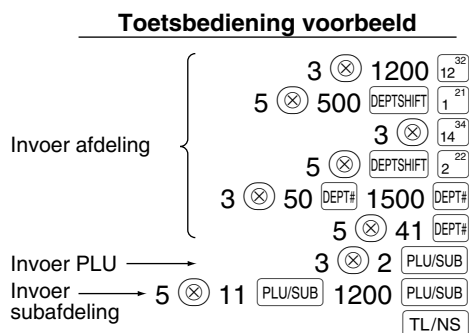 Toetsbediening voorbeeld
3 ⊗ 1200 12 32
5 ⊗ 500 DEPTSHIFT 1 21
Invoer afdeling 3 ⊗ 14 34
5 ⊗ DEPTSHIFT 2 22
3 ⊗ 50 DEPT# 1500 DEPT#
5 ⊗ 41 DEPT#
Invoer PLU 3 ⊗ 2 PLU/SUB
Invoer subafdeling 5 ⊗ 11 PLU/SUB 1200 PLU/SUB
TL/NS